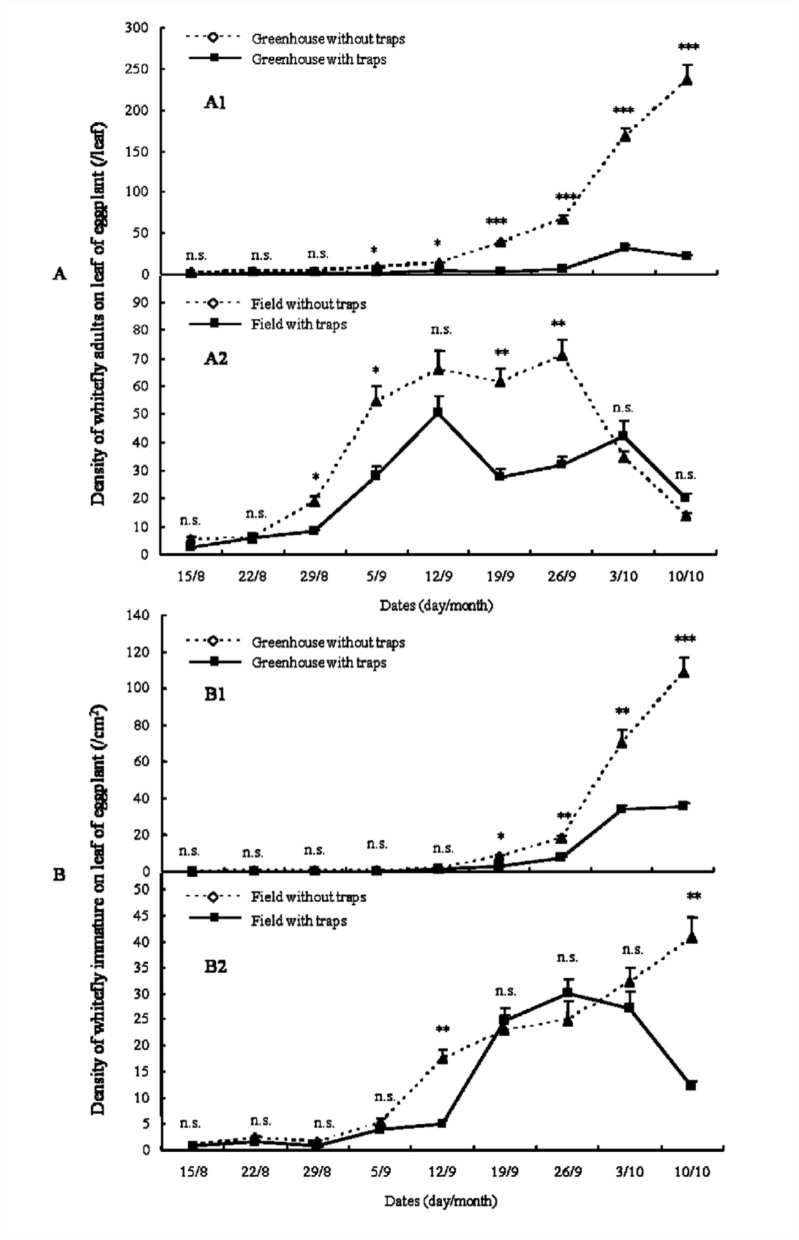 300
Greenhouse without traps
Greenhouse with traps
***
250
A1
***
200
150
***
***
100
n.s. n.s. n.s. * *
50
0
90
Field without traps
80
Field with traps
n.s. **
70
A2
* **
60
50
n.s.
40
*
30
n.s.
20
n.s. n.s.
10
0
15/8 22/8 29/8 5/9 12/9 19/9 26/9 3/10 10/10
Dates (day/month)
A
Density of whitefly adults on leaf of eggplant (/leaf)
140
Greenhouse without traps
***
120
Greenhouse with traps
B1
100
**
80
60
40
**
20
*
n.s. n.s. n.s. n.s. n.s.
0
50
Field without traps
**
45
Field with traps
40
B2
n.s. n.s.
35
n.s.
30
25
**
20
15
n.s.
10
n.s. n.s. n.s.
5
0
15/8 22/8 29/8 5/9 12/9 19/9 26/9 3/10 10/10
Dates (day/month)
B
Density of whitefly immature on leaf of eggplant (/cm²)